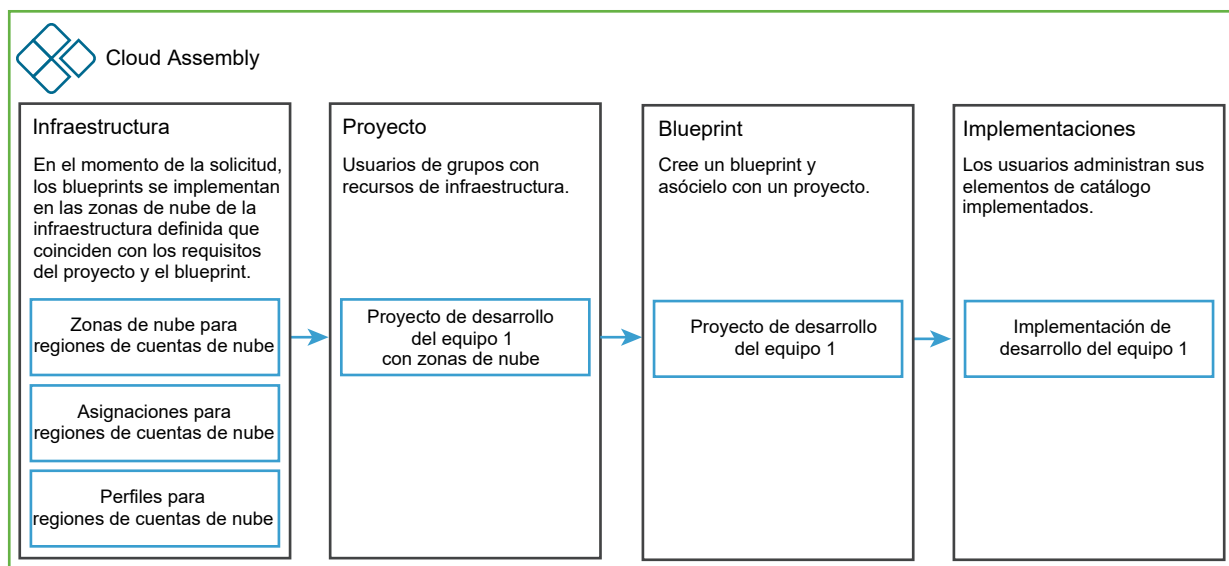 Cloud Assembly
Infraestructura
En el momento de la solicitud,
los blueprints se implementan
en las zonas de nube de la
infraestructura definida que
coinciden con los requisitos
del proyecto y el blueprint.
Zonas de nube para
regiones de cuentas de nube
Asignaciones para
regiones de cuentas de nube
Perfiles para
regiones de cuentas de nube
Proyecto
Usuarios de grupos con
recursos de infraestructura.
Proyecto de desarrollo
del equipo 1
con zonas de nube
Blueprint
Cree un blueprint y
asócielo con un proyecto.
Proyecto de desarrollo
del equipo 1
Implementaciones
Los usuarios administran sus
elementos de catálogo
implementados.
Implementación de
desarrollo del equipo 1